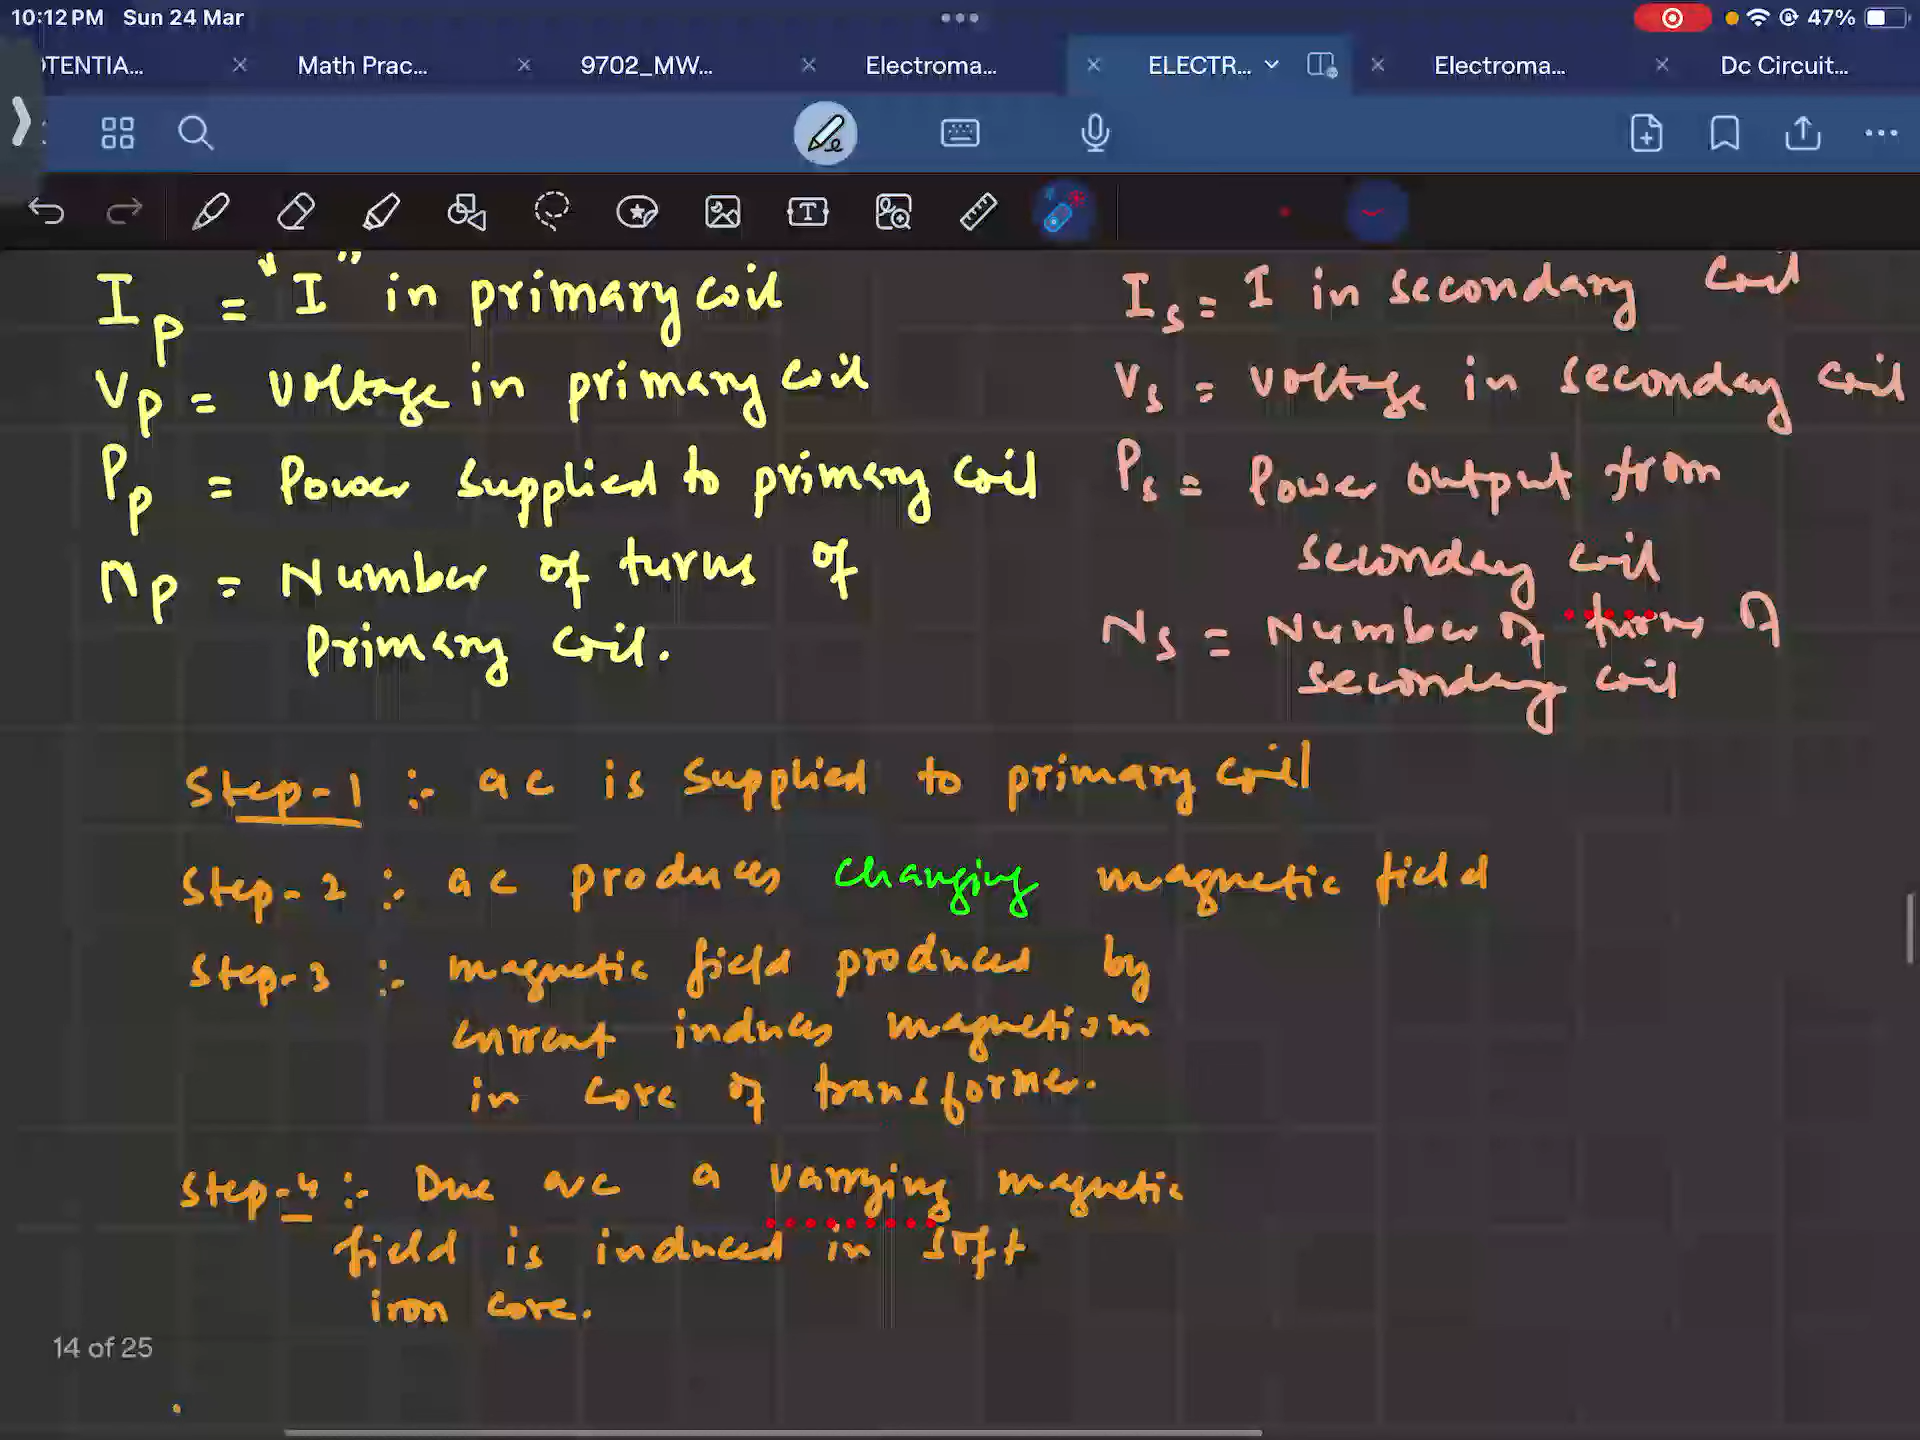 10:12 PM Sun 24 Mar
47%
OTENTIA...
Math Prac...
9702_MW...
Electroma...
ELECTR...
Electroma...
Dc Circuit...
Ip = "I" in primary coil
Vp = voltage in primary coil
Pp = Power supplied to primary coil
Np = Number of turns of
primary coil.
Is = I in secondary coil
Vs = voltage in secondary coil
Ps = Power output from
secondary coil
Ns = Number of turns of
secondary coil
Step-1 :- ac is supplied to primary coil
Step-2 :- ac produces changing magnetic field
Step-3 :- magnetic field produced by
current induces magnetism
in core of transformer.
Step-4 :- Due a/c a varrying magnetic
field is induced in soft
iron core.
14 of 25